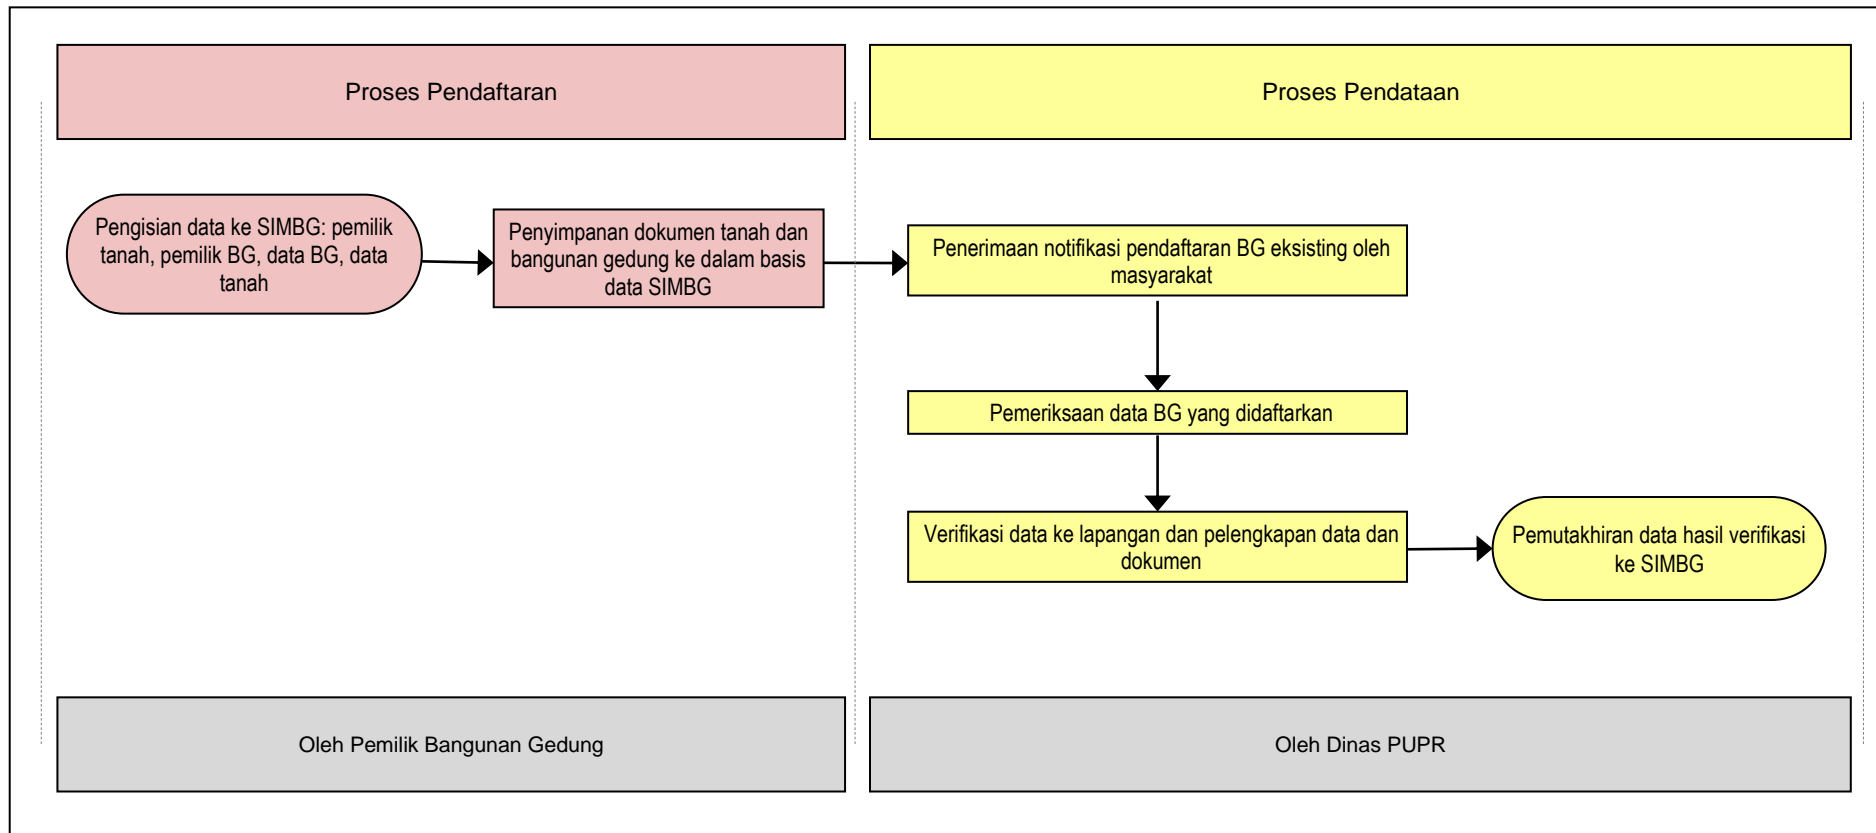 Proses Pendaftaran
Proses Pendataan
Pengisian data ke SIMBG: pemilik
tanah, pemilik BG, data BG, data
tanah
Penyimpanan dokumen tanah dan
bangunan gedung ke dalam basis
data SIMBG
Penerimaan notifikasi pendaftaran BG eksisting oleh
masyarakat
Pemeriksaan data BG yang didaftarkan
Verifikasi data ke lapangan dan pelengkapan data dan
dokumen
Pemutakhiran data hasil verifikasi
ke SIMBG
Oleh Pemilik Bangunan Gedung
Oleh Dinas PUPR